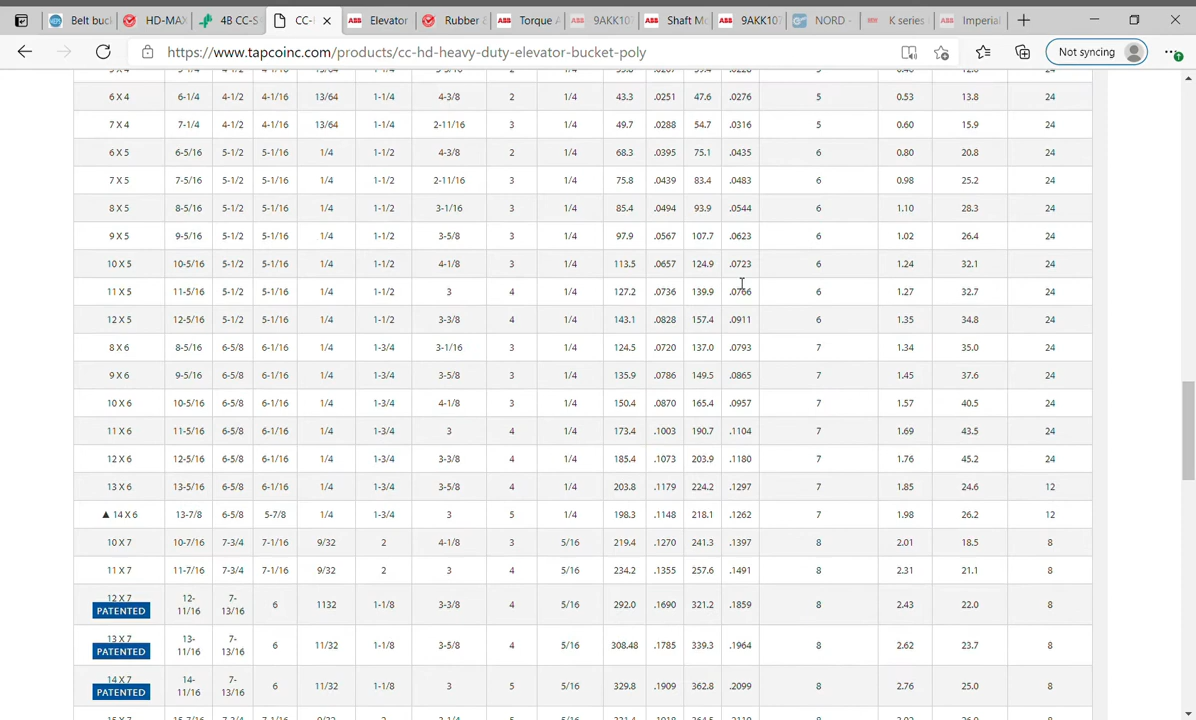 Belt buck HD-MAX 4B CC-S CC- ABB Elevator Rubber & ABB Torque A ABB 9AKK107 ABB Shaft Mo ABB 9AKK107 NORD - K series ABB Imperial
https://www.tapcoinc.com/products/cc-hd-heavy-duty-elevator-bucket-poly Not syncing
6 X 4 6-1/4 4-1/2 4-1/16 13/64 1-1/4 4-3/8 2 1/4 43.3 .0251 47.6 .0276 5 0.53 13.8 24
7 X 4 7-1/4 4-1/2 4-1/16 13/64 1-1/4 2-11/16 3 1/4 49.7 .0288 54.7 .0316 5 0.60 15.9 24
6 X 5 6-5/16 5-1/2 5-1/16 1/4 1-1/2 4-3/8 2 1/4 68.3 .0395 75.1 .0435 6 0.80 20.8 24
7 X 5 7-5/16 5-1/2 5-1/16 1/4 1-1/2 2-11/16 3 1/4 75.8 .0439 83.4 .0483 6 0.98 25.2 24
8 X 5 8-5/16 5-1/2 5-1/16 1/4 1-1/2 3-1/16 3 1/4 85.4 .0494 93.9 .0544 6 1.10 28.3 24
9 X 5 9-5/16 5-1/2 5-1/16 1/4 1-1/2 3-5/8 3 1/4 97.9 .0567 107.7 .0623 6 1.02 26.4 24
10 X 5 10-5/16 5-1/2 5-1/16 1/4 1-1/2 4-1/8 3 1/4 113.5 .0657 124.9 .0723 6 1.24 32.1 24
11 X 5 11-5/16 5-1/2 5-1/16 1/4 1-1/2 3 4 1/4 127.2 .0736 139.9 .0766 6 1.27 32.7 24
12 X 5 12-5/16 5-1/2 5-1/16 1/4 1-1/2 3-3/8 4 1/4 143.1 .0828 157.4 .0911 6 1.35 34.8 24
8 X 6 8-5/16 6-5/8 6-1/16 1/4 1-3/4 3-1/16 3 1/4 124.5 .0720 137.0 .0793 7 1.34 35.0 24
9 X 6 9-5/16 6-5/8 6-1/16 1/4 1-3/4 3-5/8 3 1/4 135.9 .0786 149.5 .0865 7 1.45 37.6 24
10 X 6 10-5/16 6-5/8 6-1/16 1/4 1-3/4 4-1/8 3 1/4 150.4 .0870 165.4 .0957 7 1.57 40.5 24
11 X 6 11-5/16 6-5/8 6-1/16 1/4 1-3/4 3 4 1/4 173.4 .1003 190.7 .1104 7 1.69 43.5 24
12 X 6 12-5/16 6-5/8 6-1/16 1/4 1-3/4 3-3/8 4 1/4 185.4 .1073 203.9 .1180 7 1.76 45.2 24
13 X 6 13-5/16 6-5/8 6-1/16 1/4 1-3/4 3-5/8 4 1/4 203.8 .1179 224.2 .1297 7 1.85 24.6 12
▲ 14 X 6 13-7/8 6-5/8 5-7/8 1/4 1-3/4 3 5 1/4 198.3 .1148 218.1 .1262 7 1.98 26.2 12
10 X 7 10-7/16 7-3/4 7-1/16 9/32 2 4-1/8 3 5/16 219.4 .1270 241.3 .1397 8 2.01 18.5 8
11 X 7 11-7/16 7-3/4 7-1/16 9/32 2 3 4 5/16 234.2 .1355 257.6 .1491 8 2.31 21.1 8
12 X 7 12- 7-
PATENTED 11/16 13/16 6 1132 1-1/8 3-3/8 4 5/16 292.0 .1690 321.2 .1859 8 2.43 22.0 8
13 X 7 13- 7-
PATENTED 11/16 13/16 6 11/32 1-1/8 3-5/8 4 5/16 308.48 .1785 339.3 .1964 8 2.62 23.7 8
14 X 7 14- 7-
PATENTED 11/16 13/16 6 11/32 1-1/8 3 5 5/16 329.8 .1909 362.8 .2099 8 2.76 25.0 8